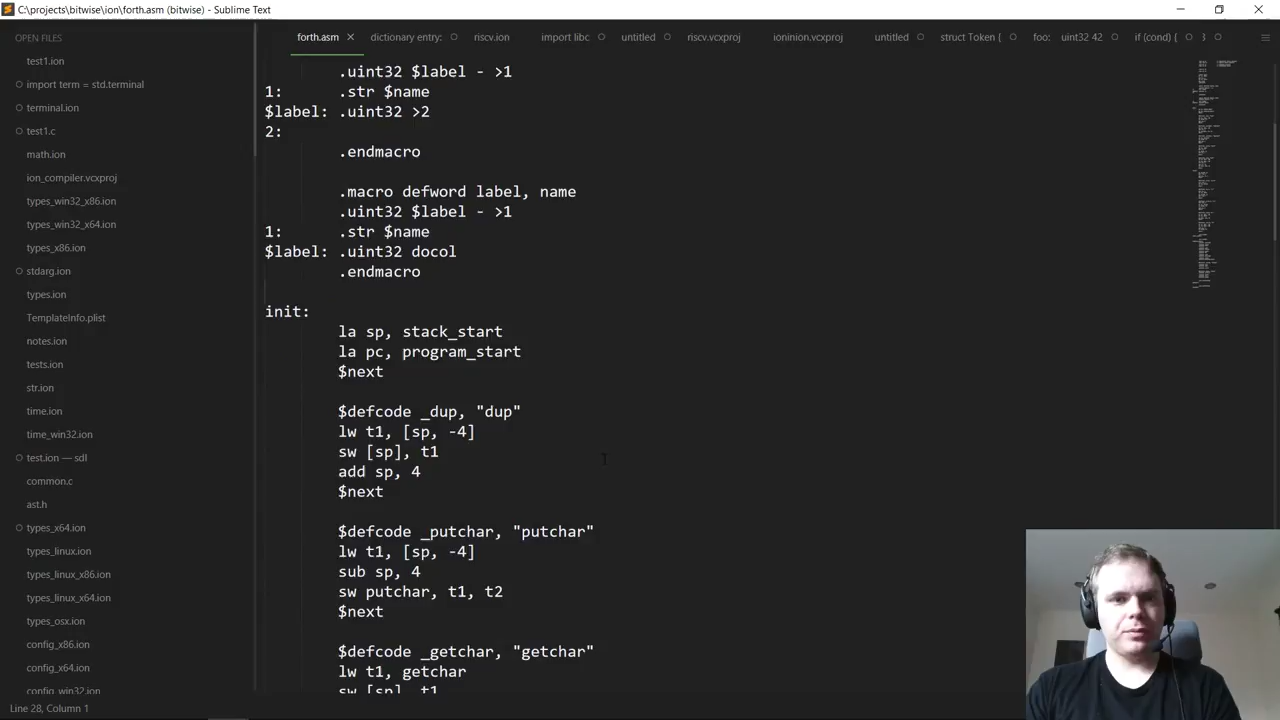 C:\projects\bitwise\ion\forth.asm (bitwise) - Sublime Text
OPEN FILES
test1.ion
import term = std.terminal
terminal.ion
test1.c
math.ion
ion_compiler.vcxproj
types_win32_x86.ion
types_win32_x64.ion
types_x86.ion
stdarg.ion
types.ion
TemplateInfo.plist
notes.ion
tests.ion
str.ion
time.ion
time_win32.ion
test.ion — sdl
common.c
ast.h
types_x64.ion
types_linux.ion
types_linux_x86.ion
types_linux_x64.ion
types_osx.ion
config_x86.ion
config_x64.ion
config_win32.ion
forth.asm dictionary entry: riscv.ion import libc untitled riscv.vcxproj ioninion.vcxproj untitled struct Token { foo: uint32 42 if (cond) { }
.uint32 $label - >1
1: .str $name
$label: .uint32 >2
2:
.endmacro
.macro defword label, name
.uint32 $label - >1
1: .str $name
$label: .uint32 docol
.endmacro
init:
la sp, stack_start
la pc, program_start
$next
$defcode _dup, "dup"
lw t1, [sp, -4]
sw [sp], t1
add sp, 4
$next
$defcode _putchar, "putchar"
lw t1, [sp, -4]
sub sp, 4
sw putchar, t1, t2
$next
$defcode _getchar, "getchar"
lw t1, getchar
sw [sp], t1
Line 28, Column 1